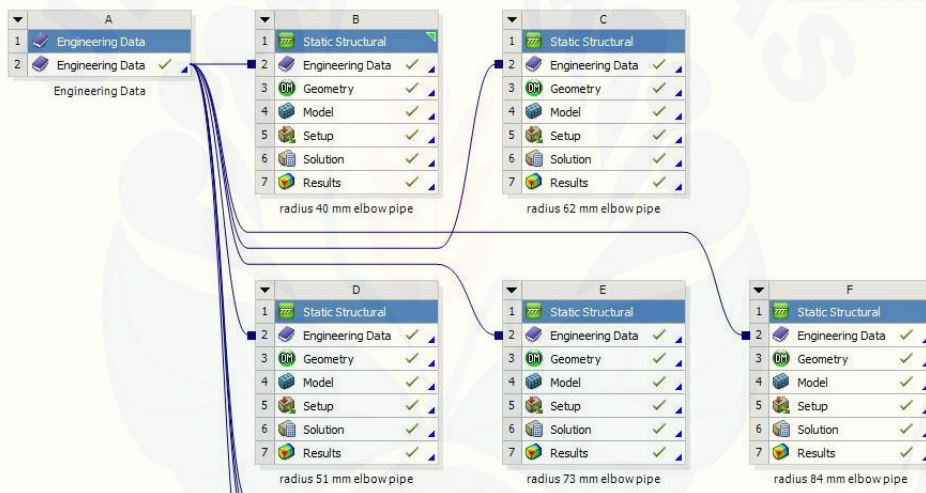 A
1 Engineering Data
2 Engineering Data
Engineering Data
B
1 Static Structural
2 Engineering Data
3 DM Geometry
4 Model
5 Setup
6 Solution
7 Results
radius 40 mm elbow pipe
C
1 Static Structural
2 Engineering Data
3 DM Geometry
4 Model
5 Setup
6 Solution
7 Results
radius 62 mm elbow pipe
D
1 Static Structural
2 Engineering Data
3 DM Geometry
4 Model
5 Setup
6 Solution
7 Results
radius 51 mm elbow pipe
E
1 Static Structural
2 Engineering Data
3 DM Geometry
4 Model
5 Setup
6 Solution
7 Results
radius 73 mm elbow pipe
F
1 Static Structural
2 Engineering Data
3 DM Geometry
4 Model
5 Setup
6 Solution
7 Results
radius 84 mm elbow pipe